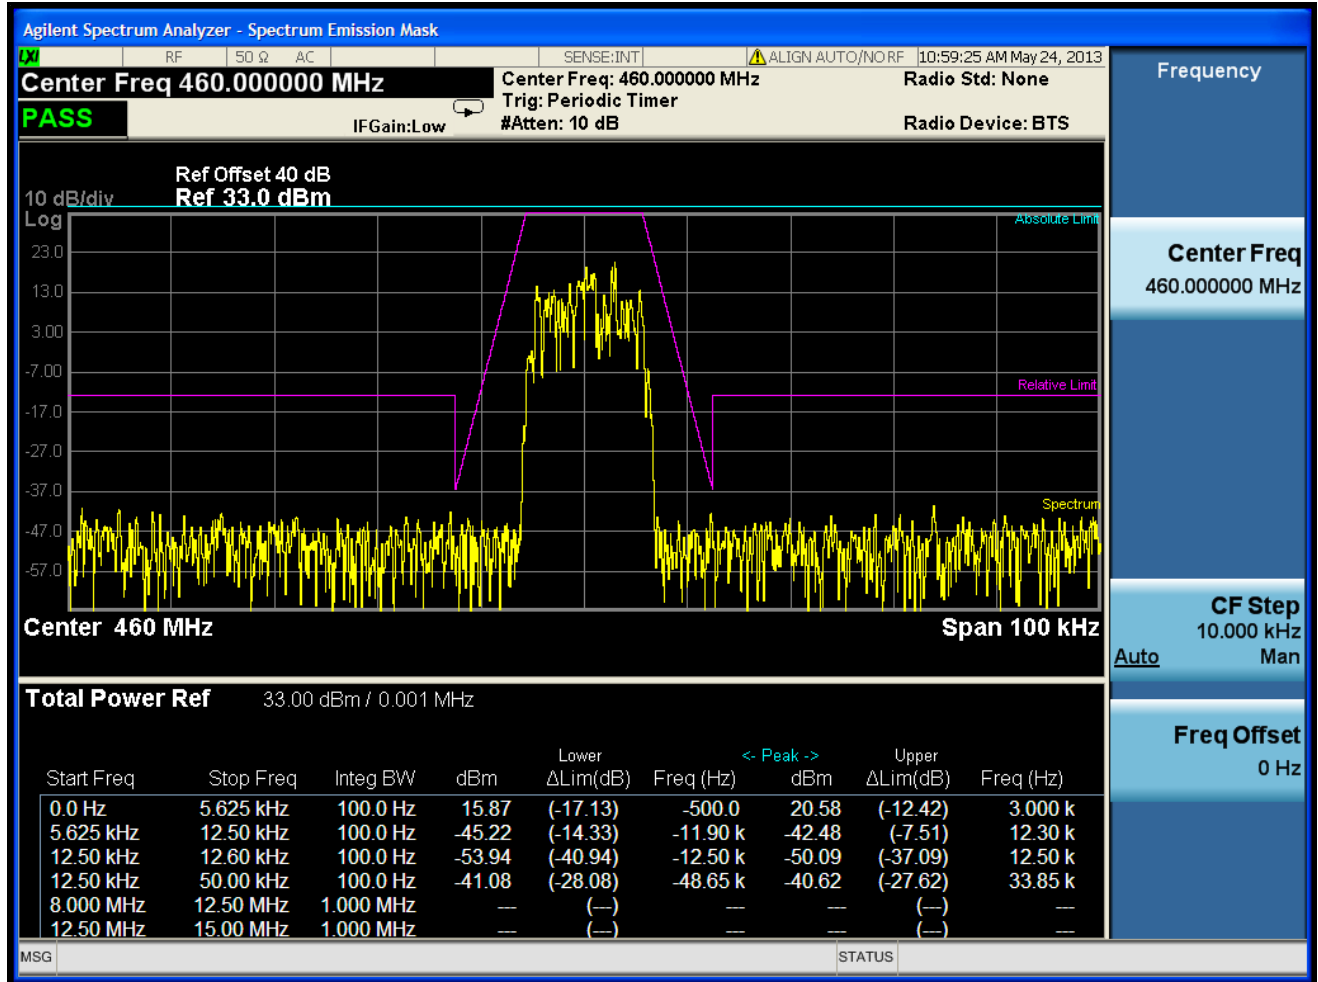 Agilent Spectrum Analyzer - Spectrum Emission Mask
LXI RF 50 Ω AC SENSE:INT ALIGN AUTO/NO RF 10:59:25 AM May 24, 2013
Center Freq 460.000000 MHz
Center Freq: 460.000000 MHz
Radio Std: None
Trig: Periodic Timer
PASS
IFGain:Low
#Atten: 10 dB
Radio Device: BTS
Ref Offset 40 dB
10 dB/div Ref 33.0 dBm
Log
Absolute Limit
23.0
13.0
3.00
-7.00
Relative Limit
-17.0
-27.0
-37.0
Spectrum
-47.0
-57.0
Center 460 MHz
Span 100 kHz
Total Power Ref 33.00 dBm / 0.001 MHz
Lower <- Peak -> Upper
Start Freq Stop Freq Integ BW dBm ΔLim(dB) Freq (Hz) dBm ΔLim(dB) Freq (Hz)
0.0 Hz 5.625 kHz 100.0 Hz 15.87 (-17.13) -500.0 20.58 (-12.42) 3.000 k
5.625 kHz 12.50 kHz 100.0 Hz -45.22 (-14.33) -11.90 k -42.48 (-7.51) 12.30 k
12.50 kHz 12.60 kHz 100.0 Hz -53.94 (-40.94) -12.50 k -50.09 (-37.09) 12.50 k
12.50 kHz 50.00 kHz 100.0 Hz -41.08 (-28.08) -48.65 k -40.62 (-27.62) 33.85 k
8.000 MHz 12.50 MHz 1.000 MHz --- (---) --- --- (---) ---
12.50 MHz 15.00 MHz 1.000 MHz --- (---) --- --- (---) ---
MSG
STATUS
Frequency
Center Freq
460.000000 MHz
CF Step
10.000 kHz
Auto Man
Freq Offset
0 Hz